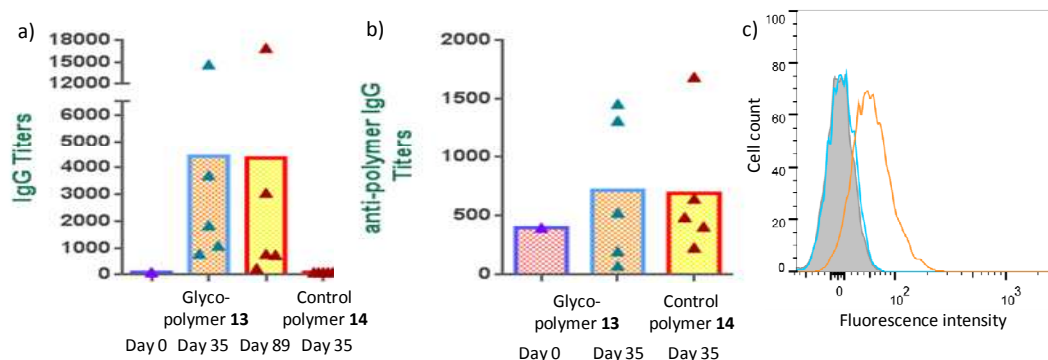 a)
IgG Titers
18000
15000
12000
6000
5000
4000
3000
2000
1000
0
Glyco-
polymer 13
Control
polymer 14
Day 0 Day 35 Day 89 Day 35
b)
anti-polymer IgG
Titers
2000
1500
1000
500
0
Glyco-
polymer 13
Control
polymer 14
Day 0 Day 35 Day 35
c)
Cell count
100
80
60
40
20
0
0 10² 10³
Fluorescence intensity